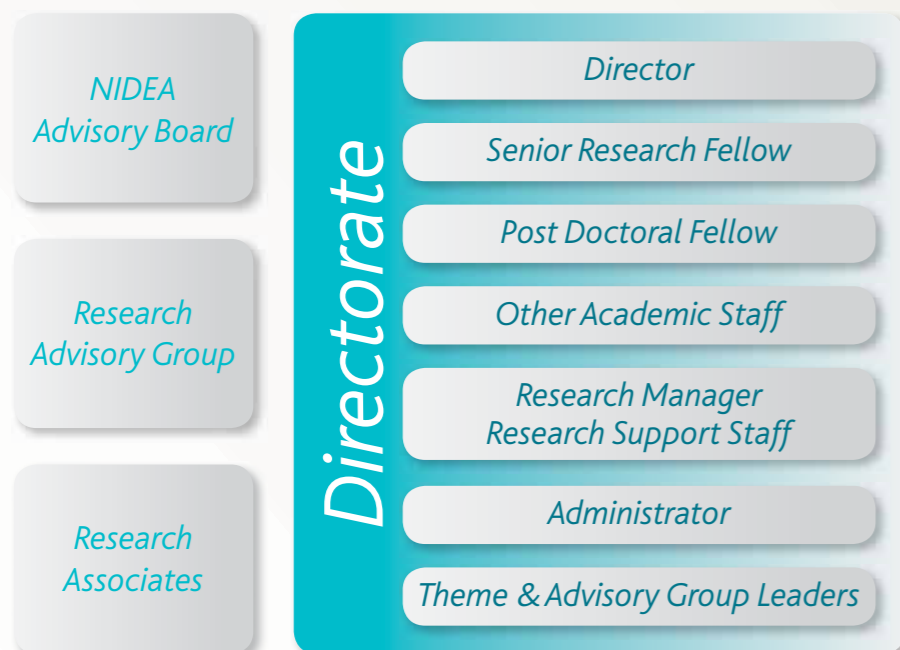 NIDEA
Advisory Board
Research
Advisory Group
Research
Associates
Directorate
Director
Senior Research Fellow
Post Doctoral Fellow
Other Academic Staff
Research Manager
Research Support Staff
Administrator
Theme & Advisory Group Leaders